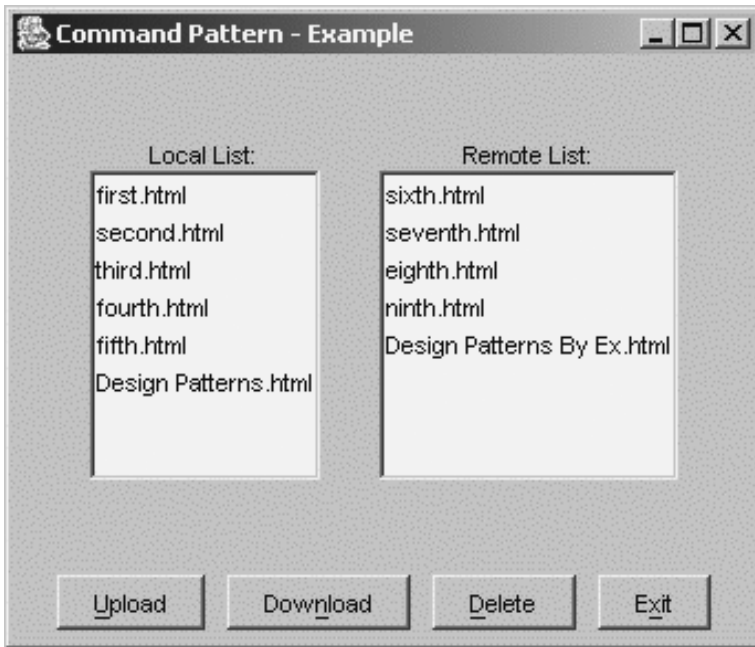 Command Pattern - Example
Local List:
first.html
second.html
third.html
fourth.html
fifth.html
Design Patterns.html
Remote List:
sixth.html
seventh.html
eighth.html
ninth.html
Design Patterns By Ex.html
Upload
Download
Delete
Exit